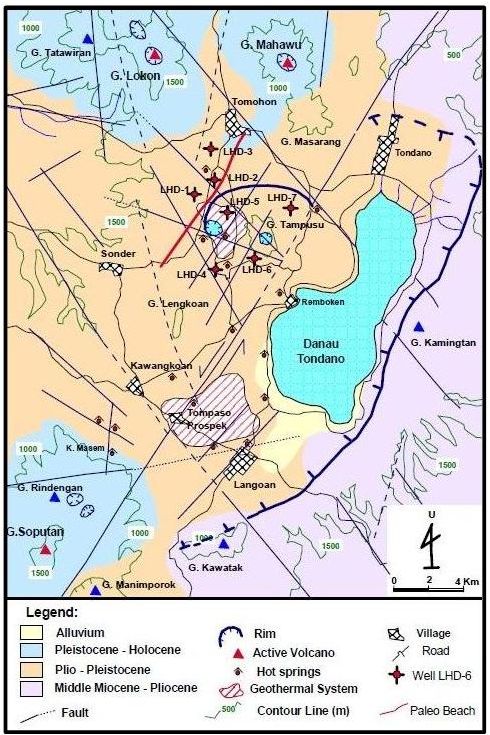 1000
G. Tatawiran
G. Lokon
1500
G. Mahawu
1000
500
Tomohon
G. Masarang
Tondano
LHD-3
LHD-2
LHD-1
LHD-5
LHD-7
G. Tampusu
1500
Sonder
LHD-4
LHD-6
G. Lengkoan
Remboken
Danau
Tondano
G. Kamingtan
Kawangkoan
Tompaso
Prospek
1000
K. Masem
Langoan
1500
G. Rindengan
G.Soputan
1500
1000
1000
G. Kawatak
1500
G. Manimporok
U
0 2 4 Km
Legend:
Alluvium
Pleistocene - Holocene
Plio - Pleistocene
Middle Miocene - Pliocene
Fault
Rim
Active Volcano
Hot springs
Geothermal System
500
Contour Line (m)
Village
Road
Well LHD-6
Paleo Beach